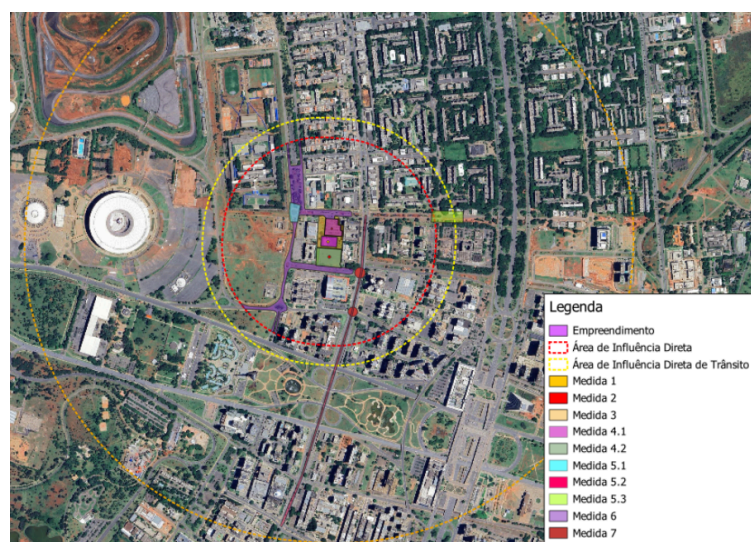 Legenda
Empreendimento
Área de Influência Direta
Área de Influência Direta de Trânsito
Medida 1
Medida 2
Medida 3
Medida 4.1
Medida 4.2
Medida 5.1
Medida 5.2
Medida 5.3
Medida 6
Medida 7